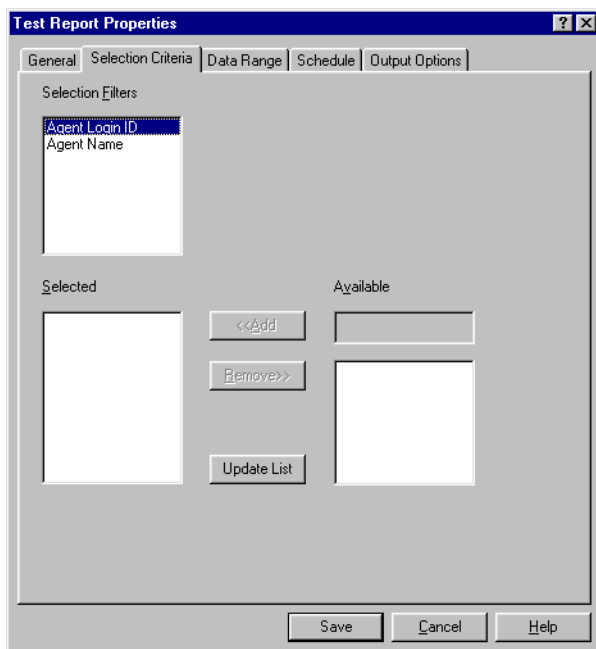 Test Report Properties
General Selection Criteria Data Range Schedule Output Options
Selection Filters
Agent Login ID
Agent Name
Selected
Available
<<Add
Remove>>
Update List
Save Cancel Help